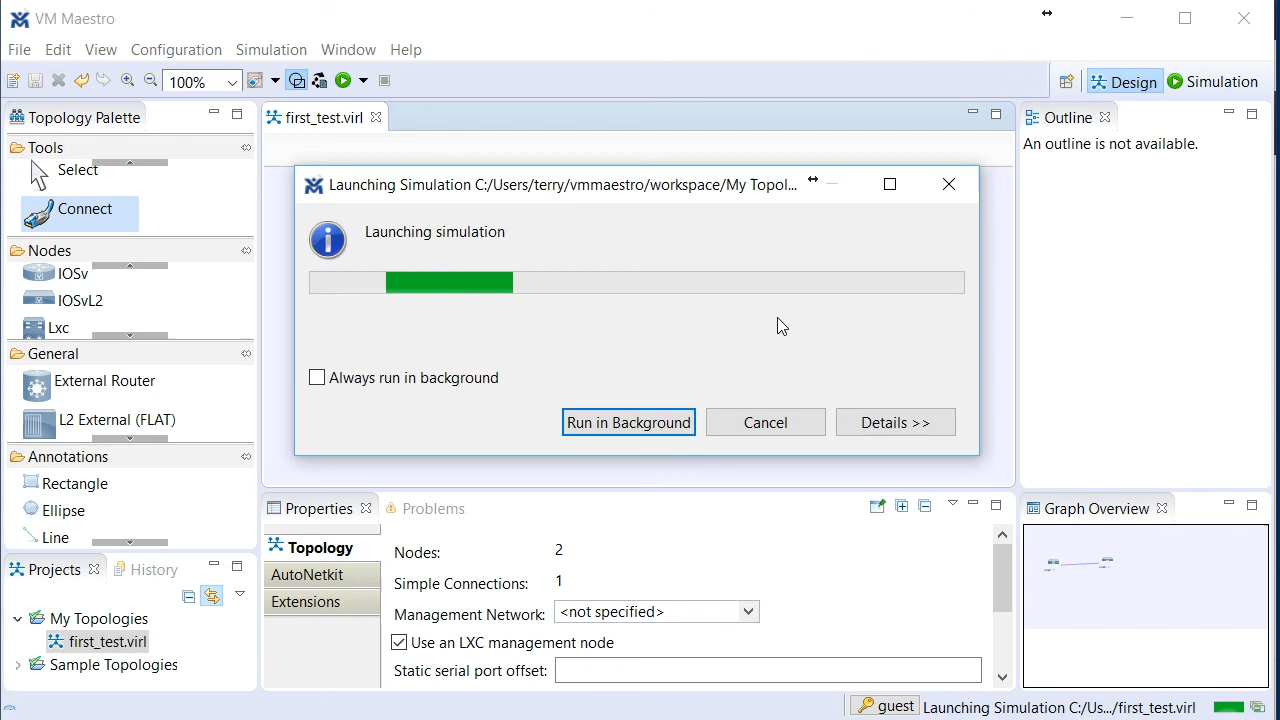 VM Maestro
File Edit View Configuration Simulation Window Help
100%
Design Simulation
Topology Palette
Tools
Select
Connect
Nodes
IOSv
IOSvL2
Lxc
General
External Router
L2 External (FLAT)
Annotations
Rectangle
Ellipse
Line
Projects History
My Topologies
first_test.virl
Sample Topologies
first_test.virl
Launching Simulation C:/Users/terry/vmmaestro/workspace/My Topol...
Launching simulation
Always run in background
Run in Background Cancel Details >>
Properties Problems
Topology
AutoNetkit
Extensions
Nodes: 2
Simple Connections: 1
Management Network: <not specified>
Use an LXC management node
Static serial port offset:
Outline
An outline is not available.
Graph Overview
guest Launching Simulation C:/Us.../first_test.virl